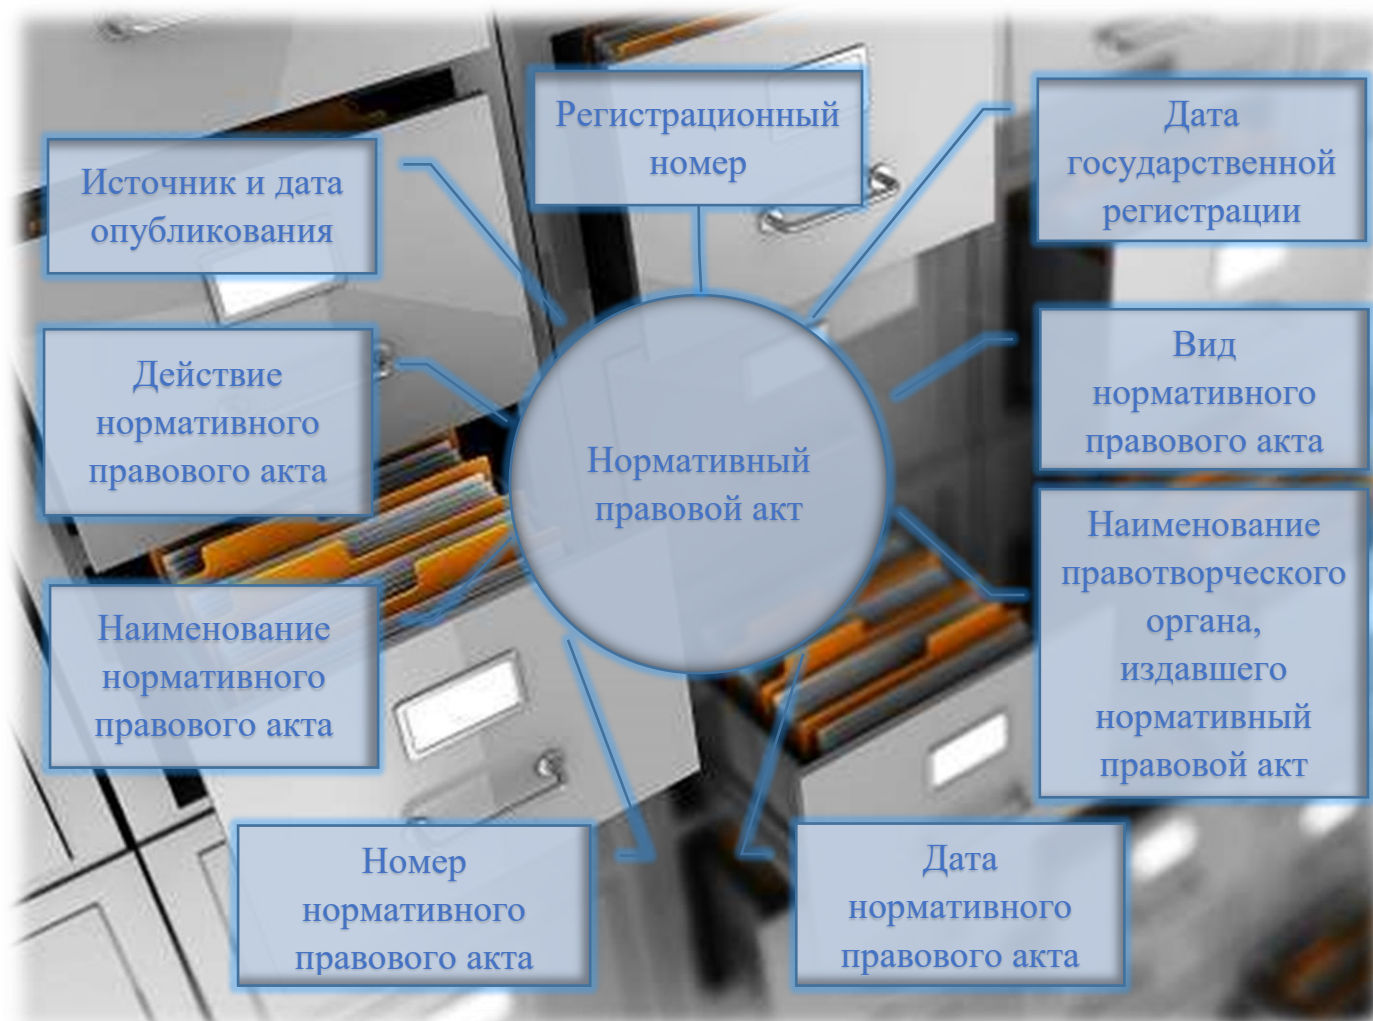 Регистрационный
номер
Дата
государственной
регистрации
Источник и дата
опубликования
Вид
нормативного
правового акта
Действие
нормативного
правового акта
Нормативный
правовой акт
Наименование
правотворческого
органа,
издавшего
нормативный
правовой акт
Наименование
нормативного
правового акта
Номер
нормативного
правового акта
Дата
нормативного
правового акта